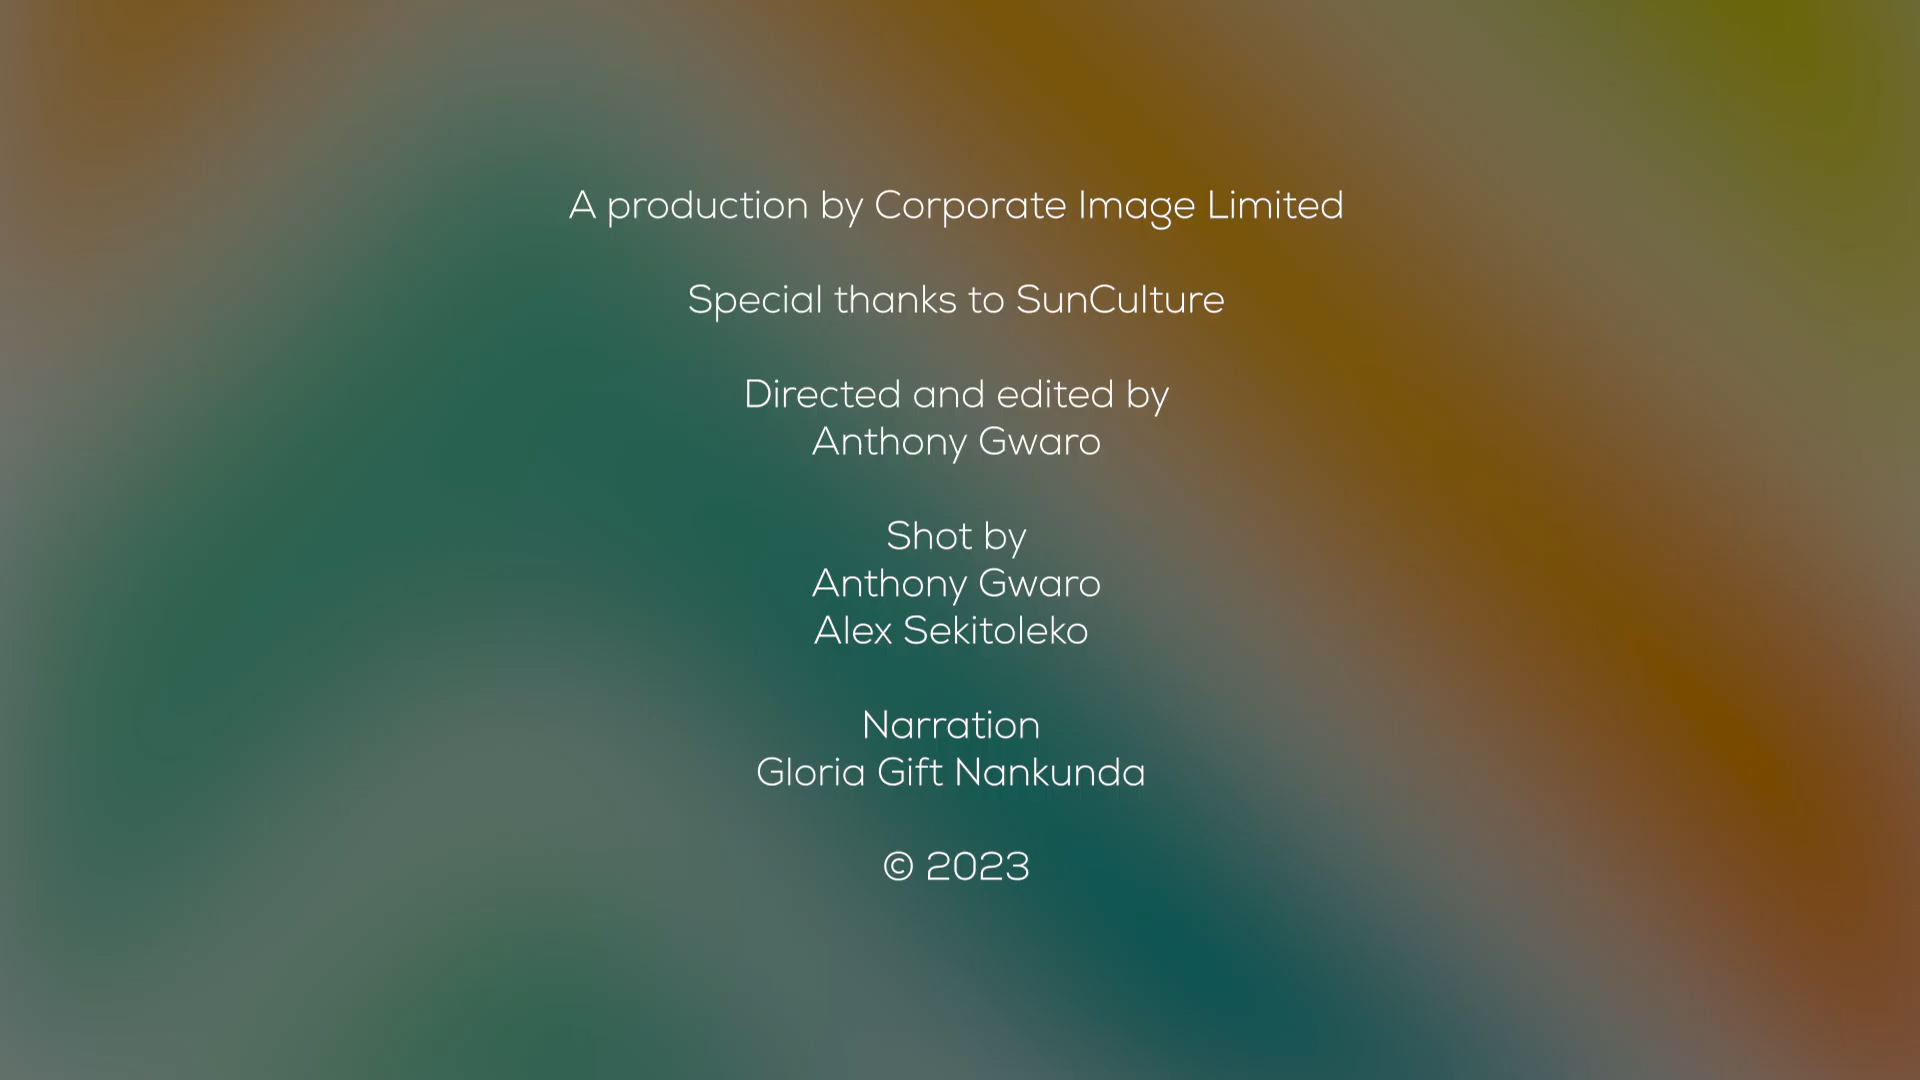 A production by Corporate Image Limited
Special thanks to SunCulture
Directed and edited by
Anthony Gwaro
Shot by
Anthony Gwaro
Alex Sekitoleko
Narration
Gloria Gift Nankunda
© 2023